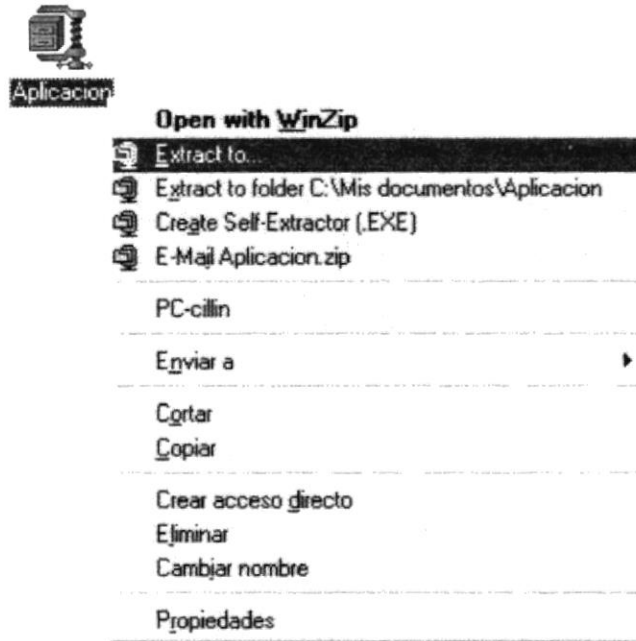 Aplicacion
Open with WinZip
Extract to...
Extract to folder C:\Mis documentos\Aplicacion
Create Self-Extractor (.EXE)
E-Mail Aplicacion.zip
PC-cillin
Enviar a
Cortar
Copiar
Crear acceso directo
Eliminar
Cambiar nombre
Propiedades